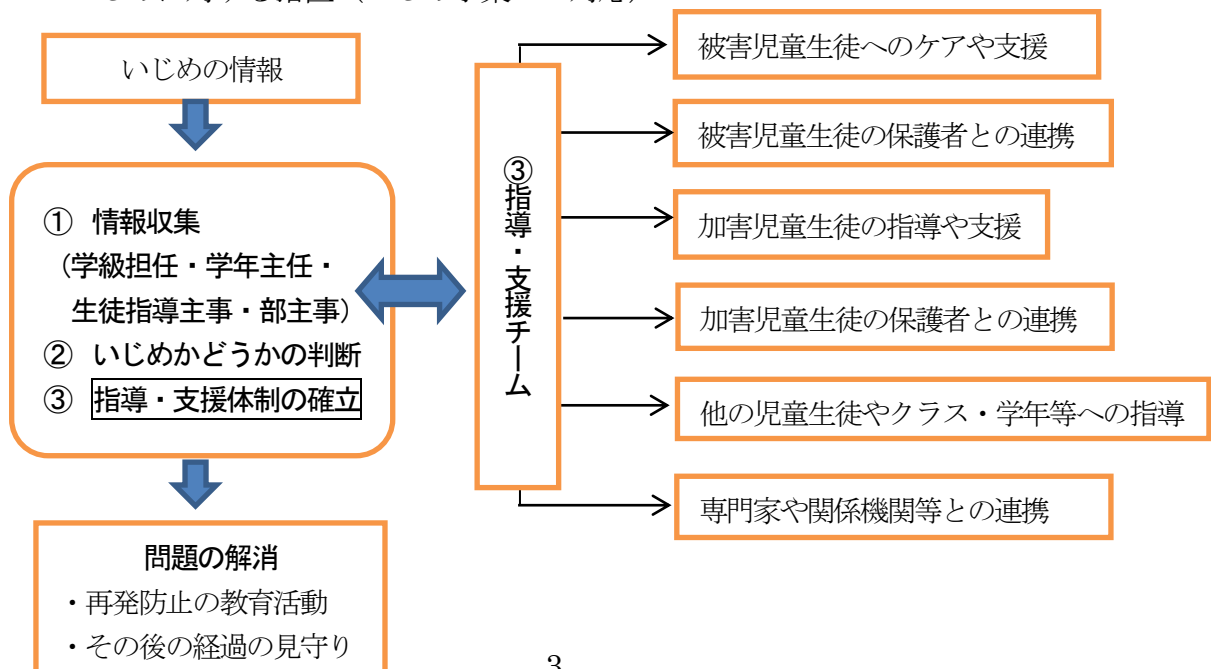 いじめの情報
① 情報収集
(学級担任・学年主任・
生徒指導主事・部主事)
② いじめかどうかの判断
③ 指導・支援体制の確立
問題の解消
・再発防止の教育活動
・その後の経過の見守り
③指導・支援チーム
被害児童生徒へのケアや支援
被害児童生徒の保護者との連携
加害児童生徒の指導や支援
加害児童生徒の保護者との連携
他の児童生徒やクラス・学年等への指導
専門家や関係機関等との連携